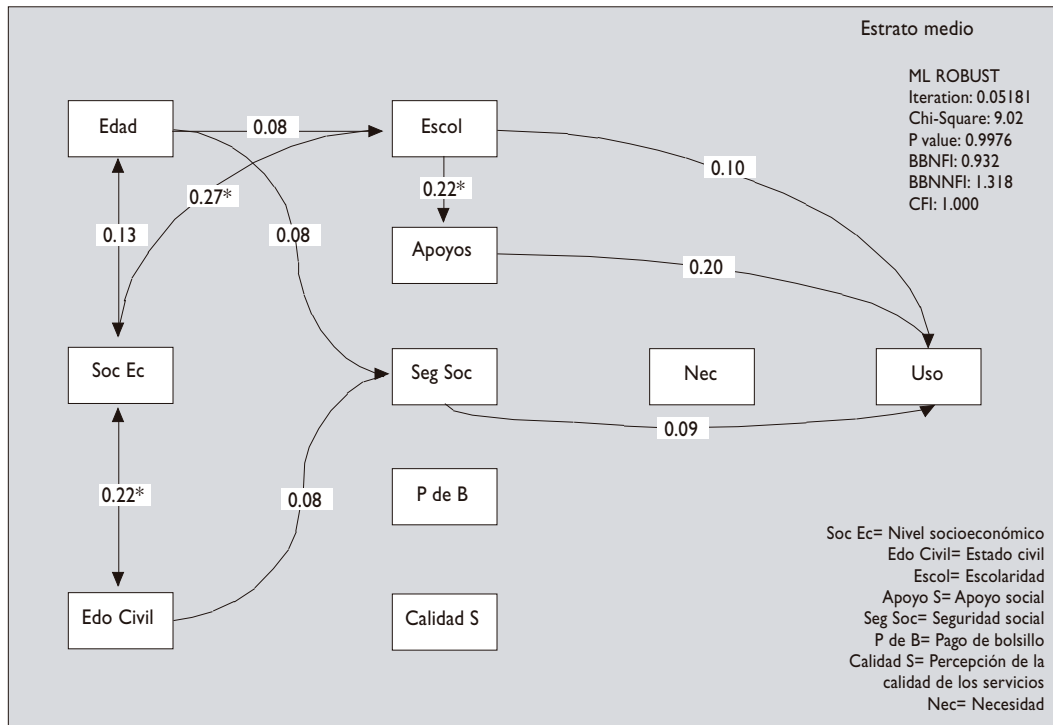 Estrato medio
ML ROBUST
Iteration: 0.05181
Chi-Square: 9.02
P value: 0.9976
BBNFI: 0.932
BBNNFI: 1.318
CFI: 1.000
Edad
0.08
Escol
0.27*
0.22*
0.10
0.13
0.08
Apoyos
0.20
Soc Ec
Seg Soc
Nec
Uso
0.09
0.22*
0.08
P de B
Edo Civil
Calidad S
Soc Ec= Nivel socioeconómico
Edo Civil= Estado civil
Escol= Escolaridad
Apoyo S= Apoyo social
Seg Soc= Seguridad social
P de B= Pago de bolsillo
Calidad S= Percepción de la
calidad de los servicios
Nec= Necesidad